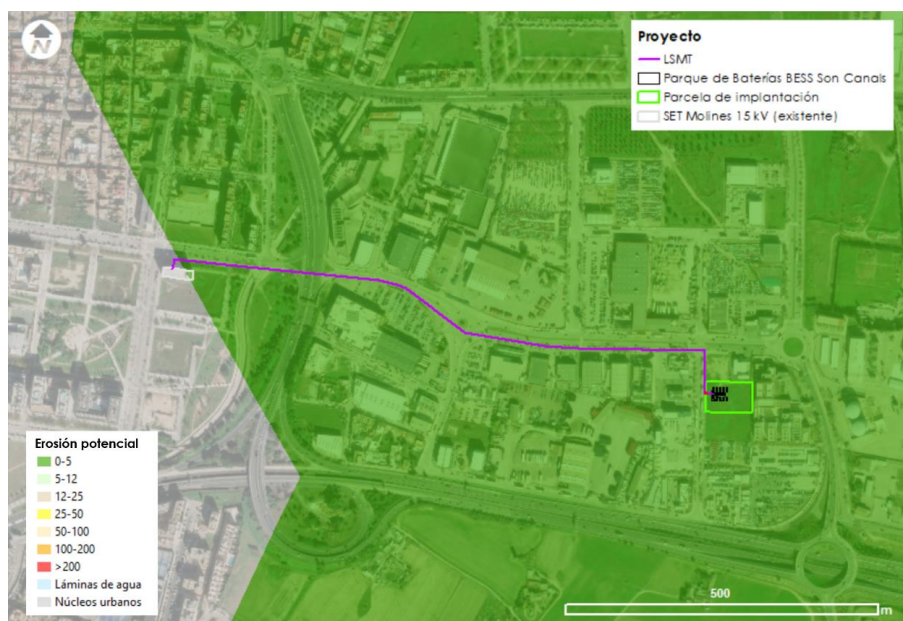 N
Proyecto
LSMT
Parque de Baterías BESS Son Canals
Parcela de implantación
SET Molines 15 kV (existente)
Erosión potencial
0-5
5-12
12-25
25-50
50-100
100-200
>200
Láminas de agua
Núcleos urbanos
500
m